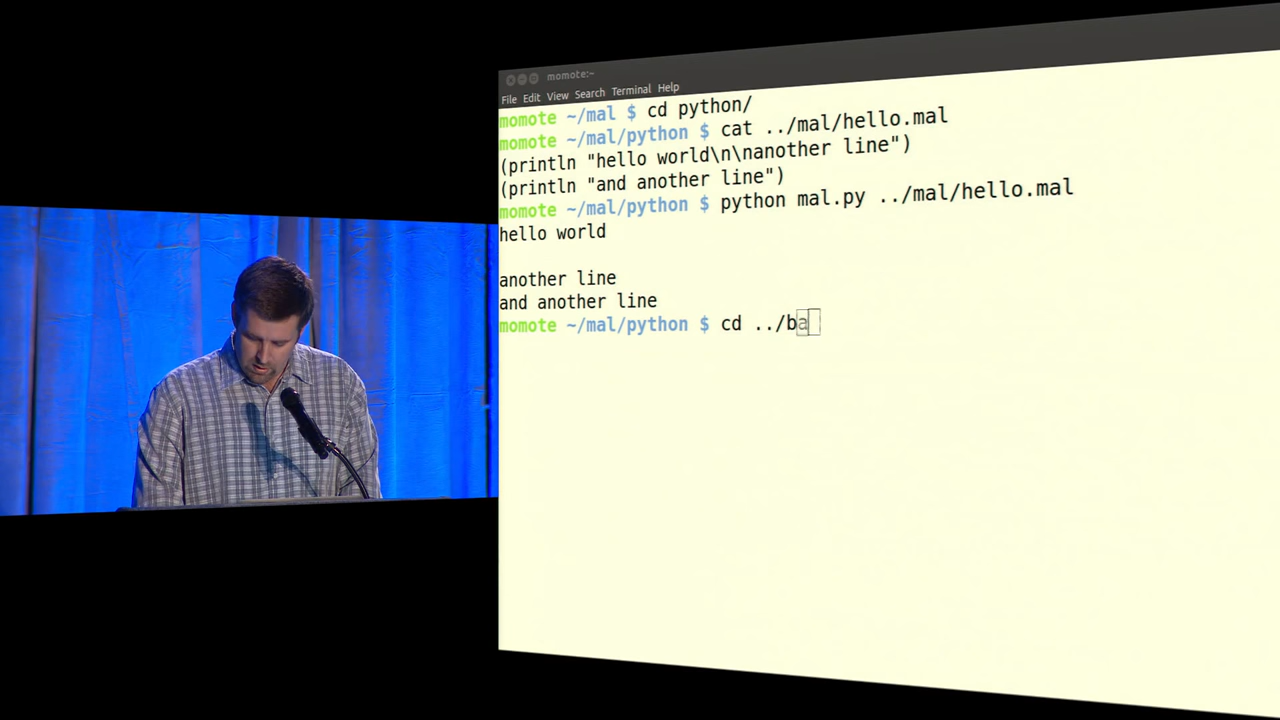 momote:~
File Edit View Search Terminal Help
momote ~/mal $ cd python/
momote ~/mal/python $ cat ../mal/hello.mal
(println "hello world\n\nanother line")
(println "and another line")
momote ~/mal/python $ python mal.py ../mal/hello.mal
hello world
another line
and another line
momote ~/mal/python $ cd ../ba